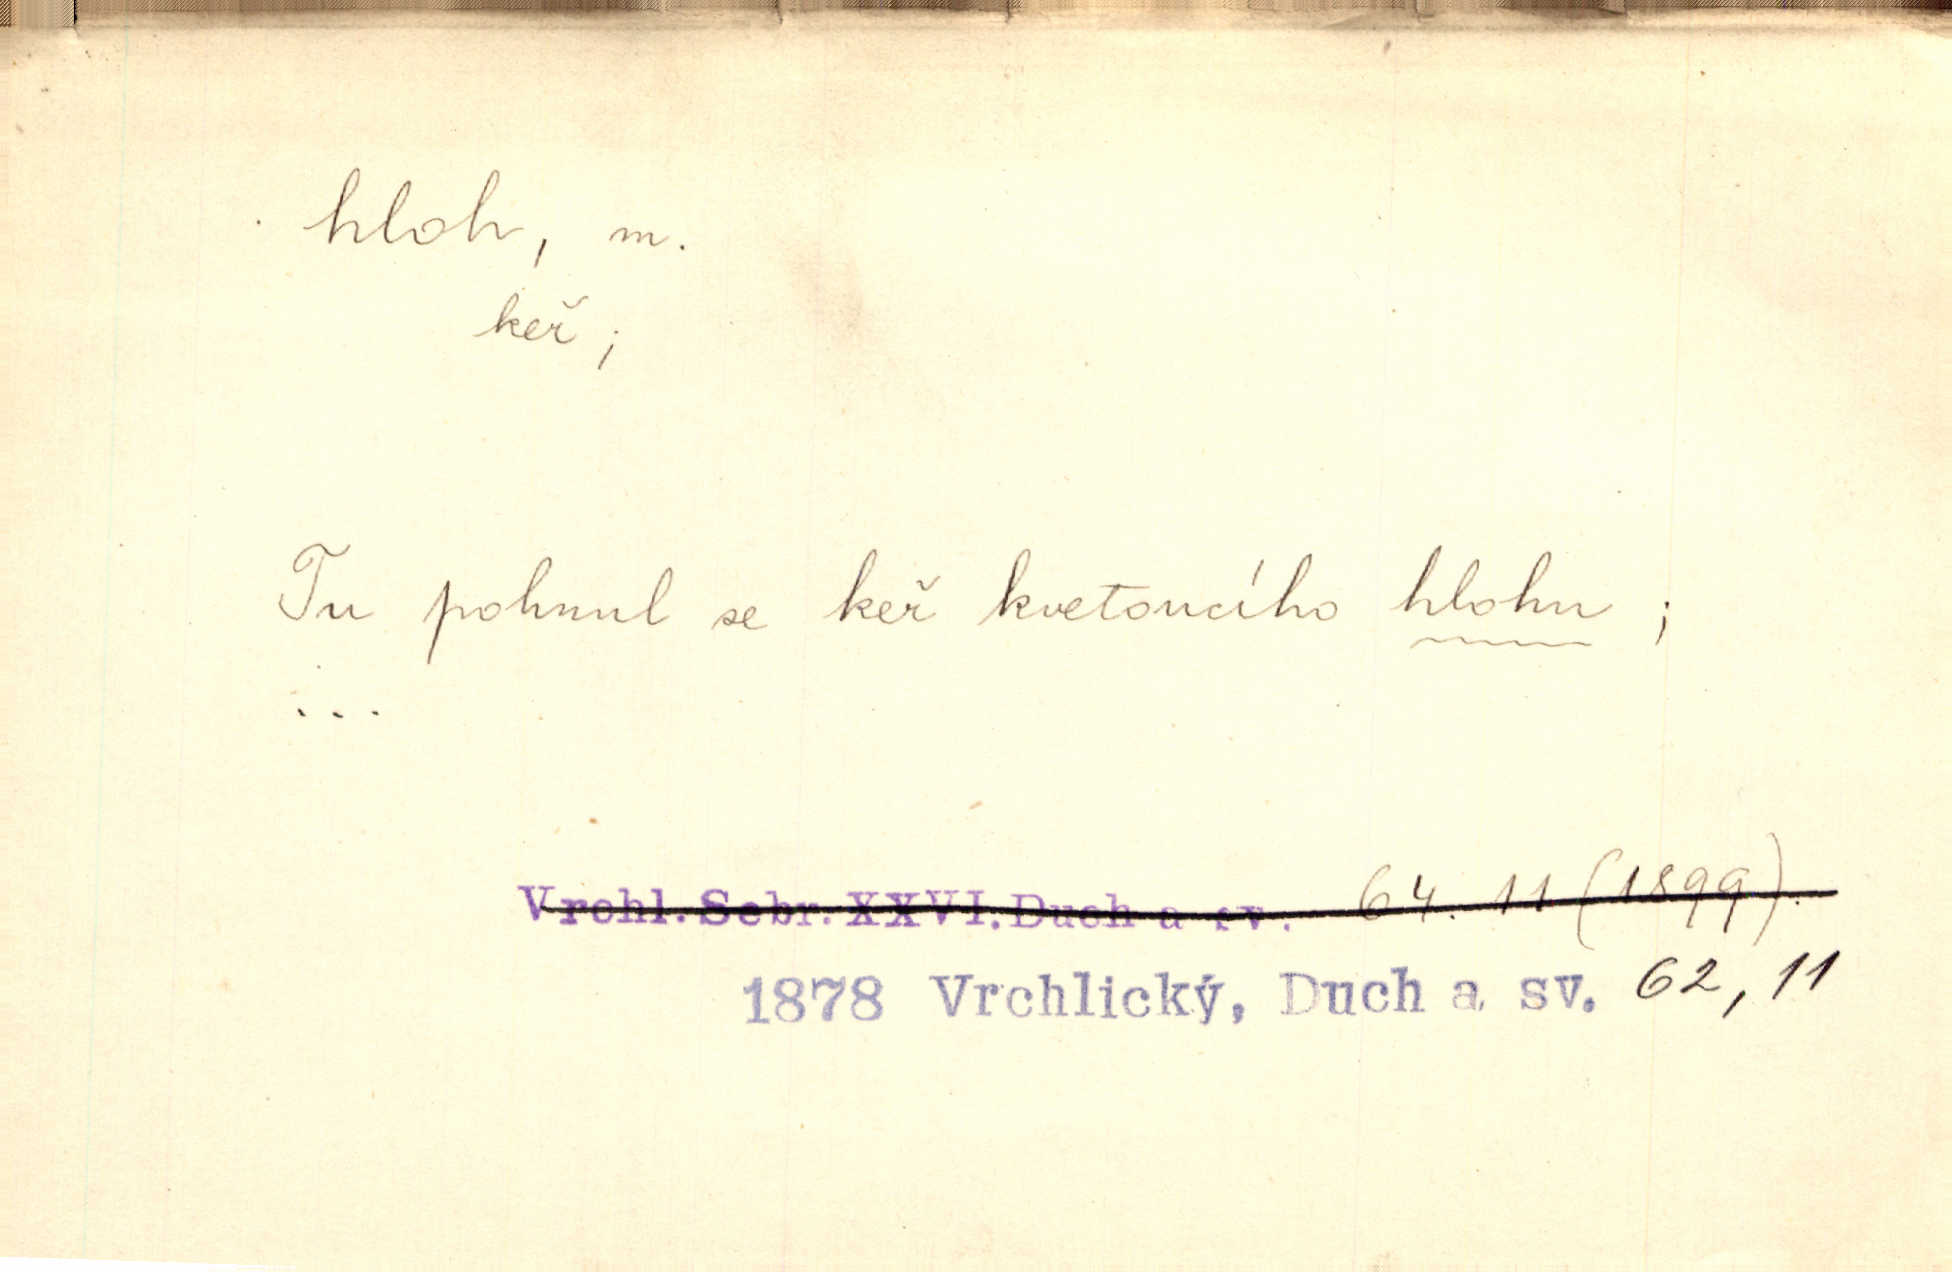 hloh, m.
keř;
Tu pohnul se keř kvetoucího hlohu;
...
Vrchl. Sebr. XXVI. Duch a sv. 64. 11 (1899).
1878 Vrchlický, Duch a sv. 62, 11